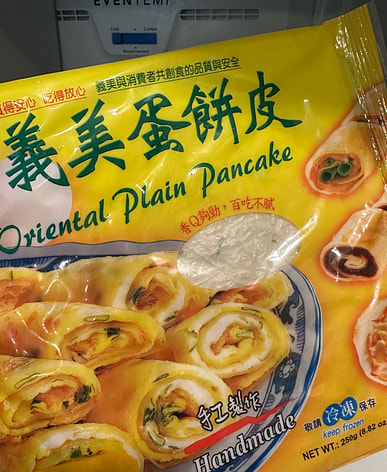 EVENTEMP
Cold
Coldest
Recommended
得安心 吃得放心
義美與消費者共創食的品質與安全
義美蛋餅皮
Oriental Plain Pancake
香Q夠勁,百吃不膩
手工製作
Handmade
敬請冷凍保存
keep frozen
NET WT. 250g (8.82 oz